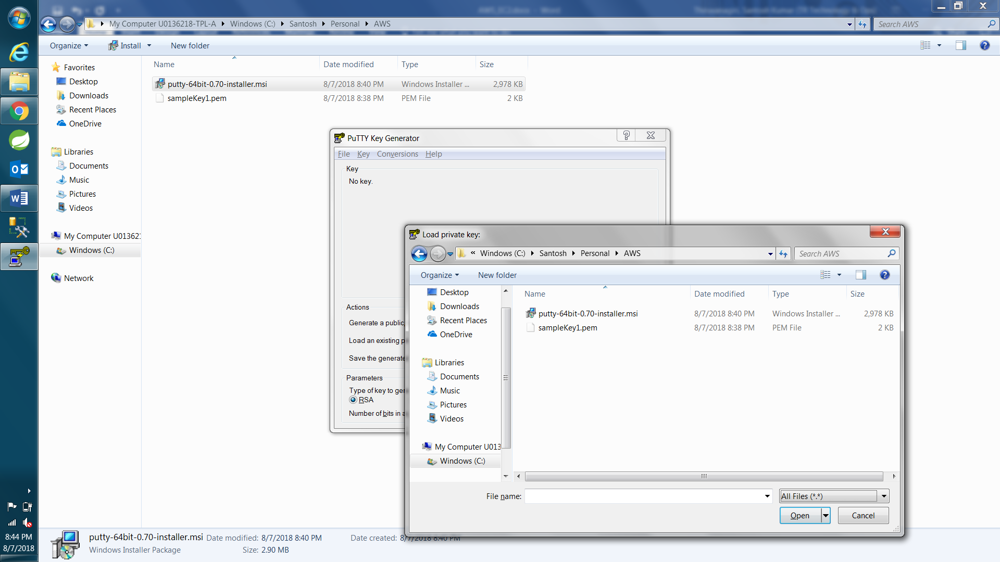 My Computer U0136218-TPL-A Windows (C:) Santosh Personal AWS
Search AWS
Organize Install New folder
Name Date modified Type Size
putty-64bit-0.70-installer.msi 8/7/2018 8:40 PM Windows Installer ... 2,978 KB
sampleKey1.pem 8/7/2018 8:38 PM PEM File 2 KB
Favorites
Desktop
Downloads
Recent Places
OneDrive
Libraries
Documents
Music
Pictures
Videos
My Computer U01362
Windows (C:)
Network
PuTTY Key Generator
File Key Conversions Help
Key
No key.
Actions
Generate a public
Load an existing p
Save the generate
Parameters
Type of key to ger
RSA
Number of bits in a
Load private key:
« Windows (C:) Santosh Personal AWS
Search AWS
Organize New folder
Name Date modified Type Size
putty-64bit-0.70-installer.msi 8/7/2018 8:40 PM Windows Installer ... 2,978 KB
sampleKey1.pem 8/7/2018 8:38 PM PEM File 2 KB
Desktop
Downloads
Recent Places
OneDrive
Libraries
Documents
Music
Pictures
Videos
My Computer U013
Windows (C:)
File name:
All Files (*.*)
Open Cancel
8:44 PM
8/7/2018
putty-64bit-0.70-installer.msi Date modified: 8/7/2018 8:40 PM Date created: 8/7/2018 8:40 PM
Windows Installer Package Size: 2.90 MB